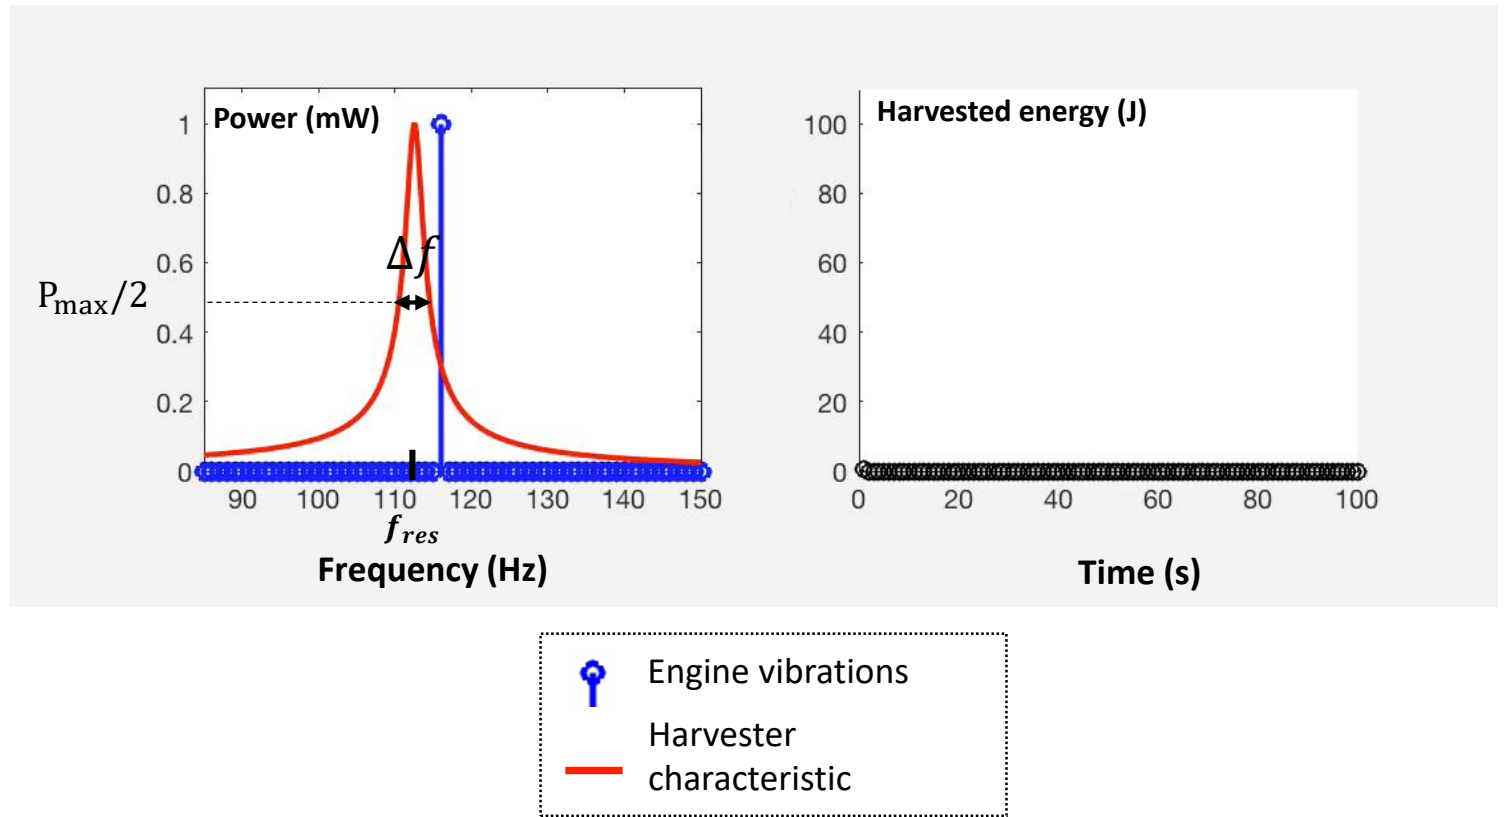 Power (mW)
1
0.8
0.6
0.4
0.2
0
Δf
P_max/2
90 100 110 120 130 140 150
f_res
Frequency (Hz)
Harvested energy (J)
100
80
60
40
20
0
0 20 40 60 80 100
Time (s)
Engine vibrations
Harvester
characteristic